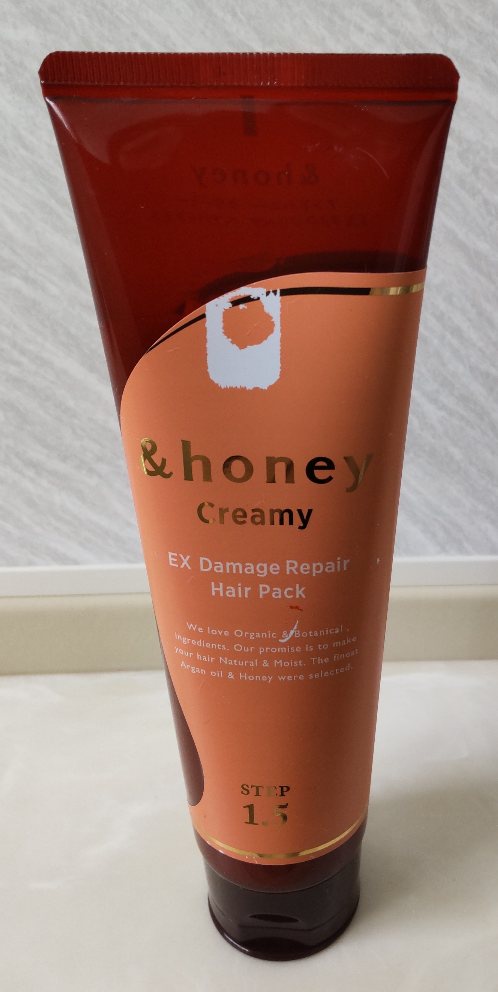 &honey
&honey
Creamy
EX Damage Repair
Hair Pack
We love Organic & Botanical
ingredients. Our promise is to make
your hair Natural & Moist. The finest
Argan oil & Honey were selected.
STEP
1.5